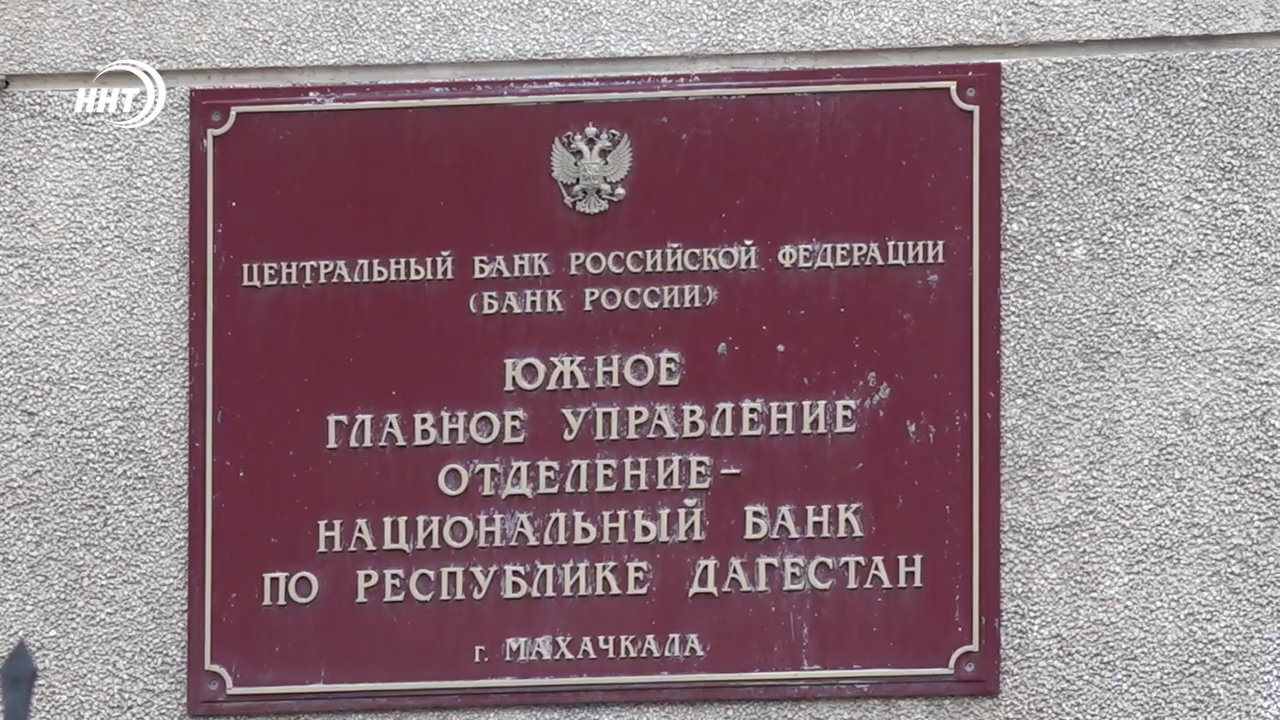 ННТ
ЦЕНТРАЛЬНЫЙ БАНК РОССИЙСКОЙ ФЕДЕРАЦИИ
(БАНК РОССИИ)
ЮЖНОЕ
ГЛАВНОЕ УПРАВЛЕНИЕ
ОТДЕЛЕНИЕ–
НАЦИОНАЛЬНЫЙ БАНК
ПО РЕСПУБЛИКЕ ДАГЕСТАН
г. МАХАЧКАЛА